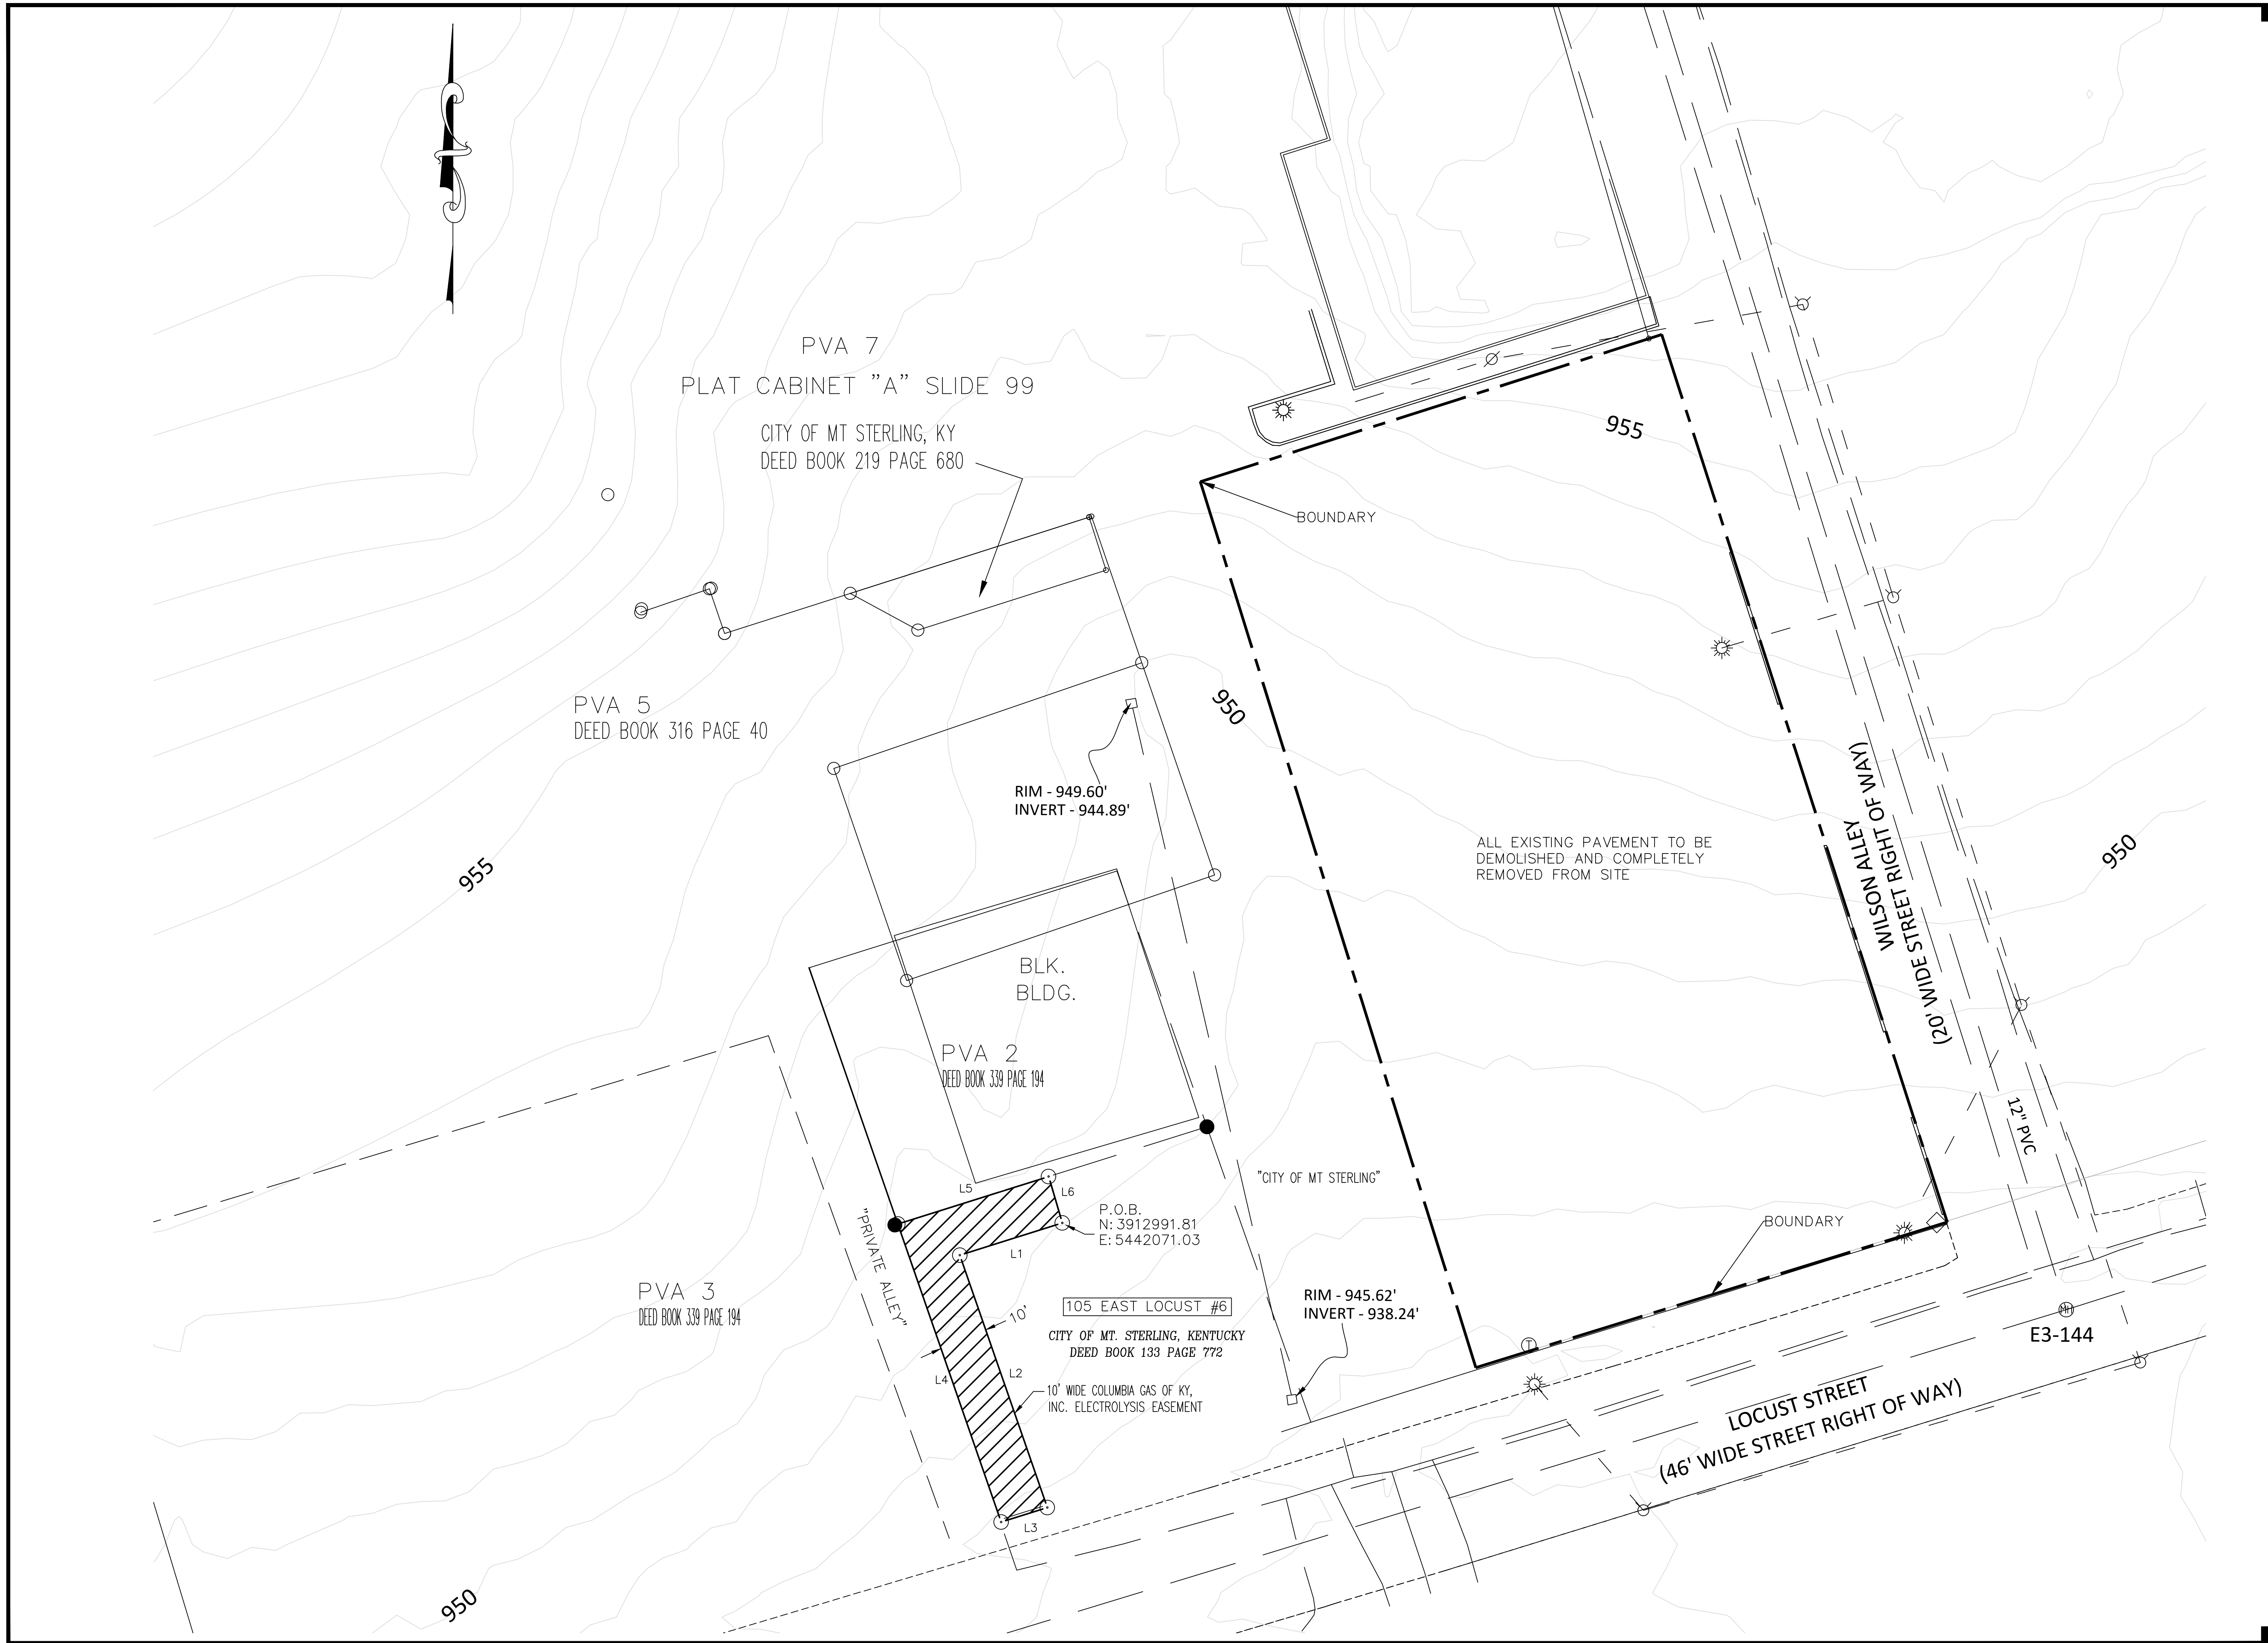 PVA 7
PLAT CABINET "A" SLIDE 99
CITY OF MT STERLING, KY
DEED BOOK 219 PAGE 680
955
BOUNDARY
PVA 5
DEED BOOK 316 PAGE 40
950
RIM - 949.60'
INVERT - 944.89'
ALL EXISTING PAVEMENT TO BE
DEMOLISHED AND COMPLETELY
REMOVED FROM SITE
WILSON ALLEY
(20' WIDE STREET RIGHT OF WAY)
950
955
BLK.
BLDG.
PVA 2
DEED BOOK 339 PAGE 194
12" PVC
"CITY OF MT STERLING"
L5
L6
P.O.B.
N: 3912991.81
E: 5442071.03
L1
BOUNDARY
"PRIVATE ALLEY"
PVA 3
DEED BOOK 339 PAGE 194
10'
105 EAST LOCUST #6
CITY OF MT. STERLING, KENTUCKY
DEED BOOK 133 PAGE 772
RIM - 945.62'
INVERT - 938.24'
T
MH
E3-144
L4
L2
10' WIDE COLUMBIA GAS OF KY,
INC. ELECTROLYSIS EASEMENT
LOCUST STREET
(46' WIDE STREET RIGHT OF WAY)
L3
950